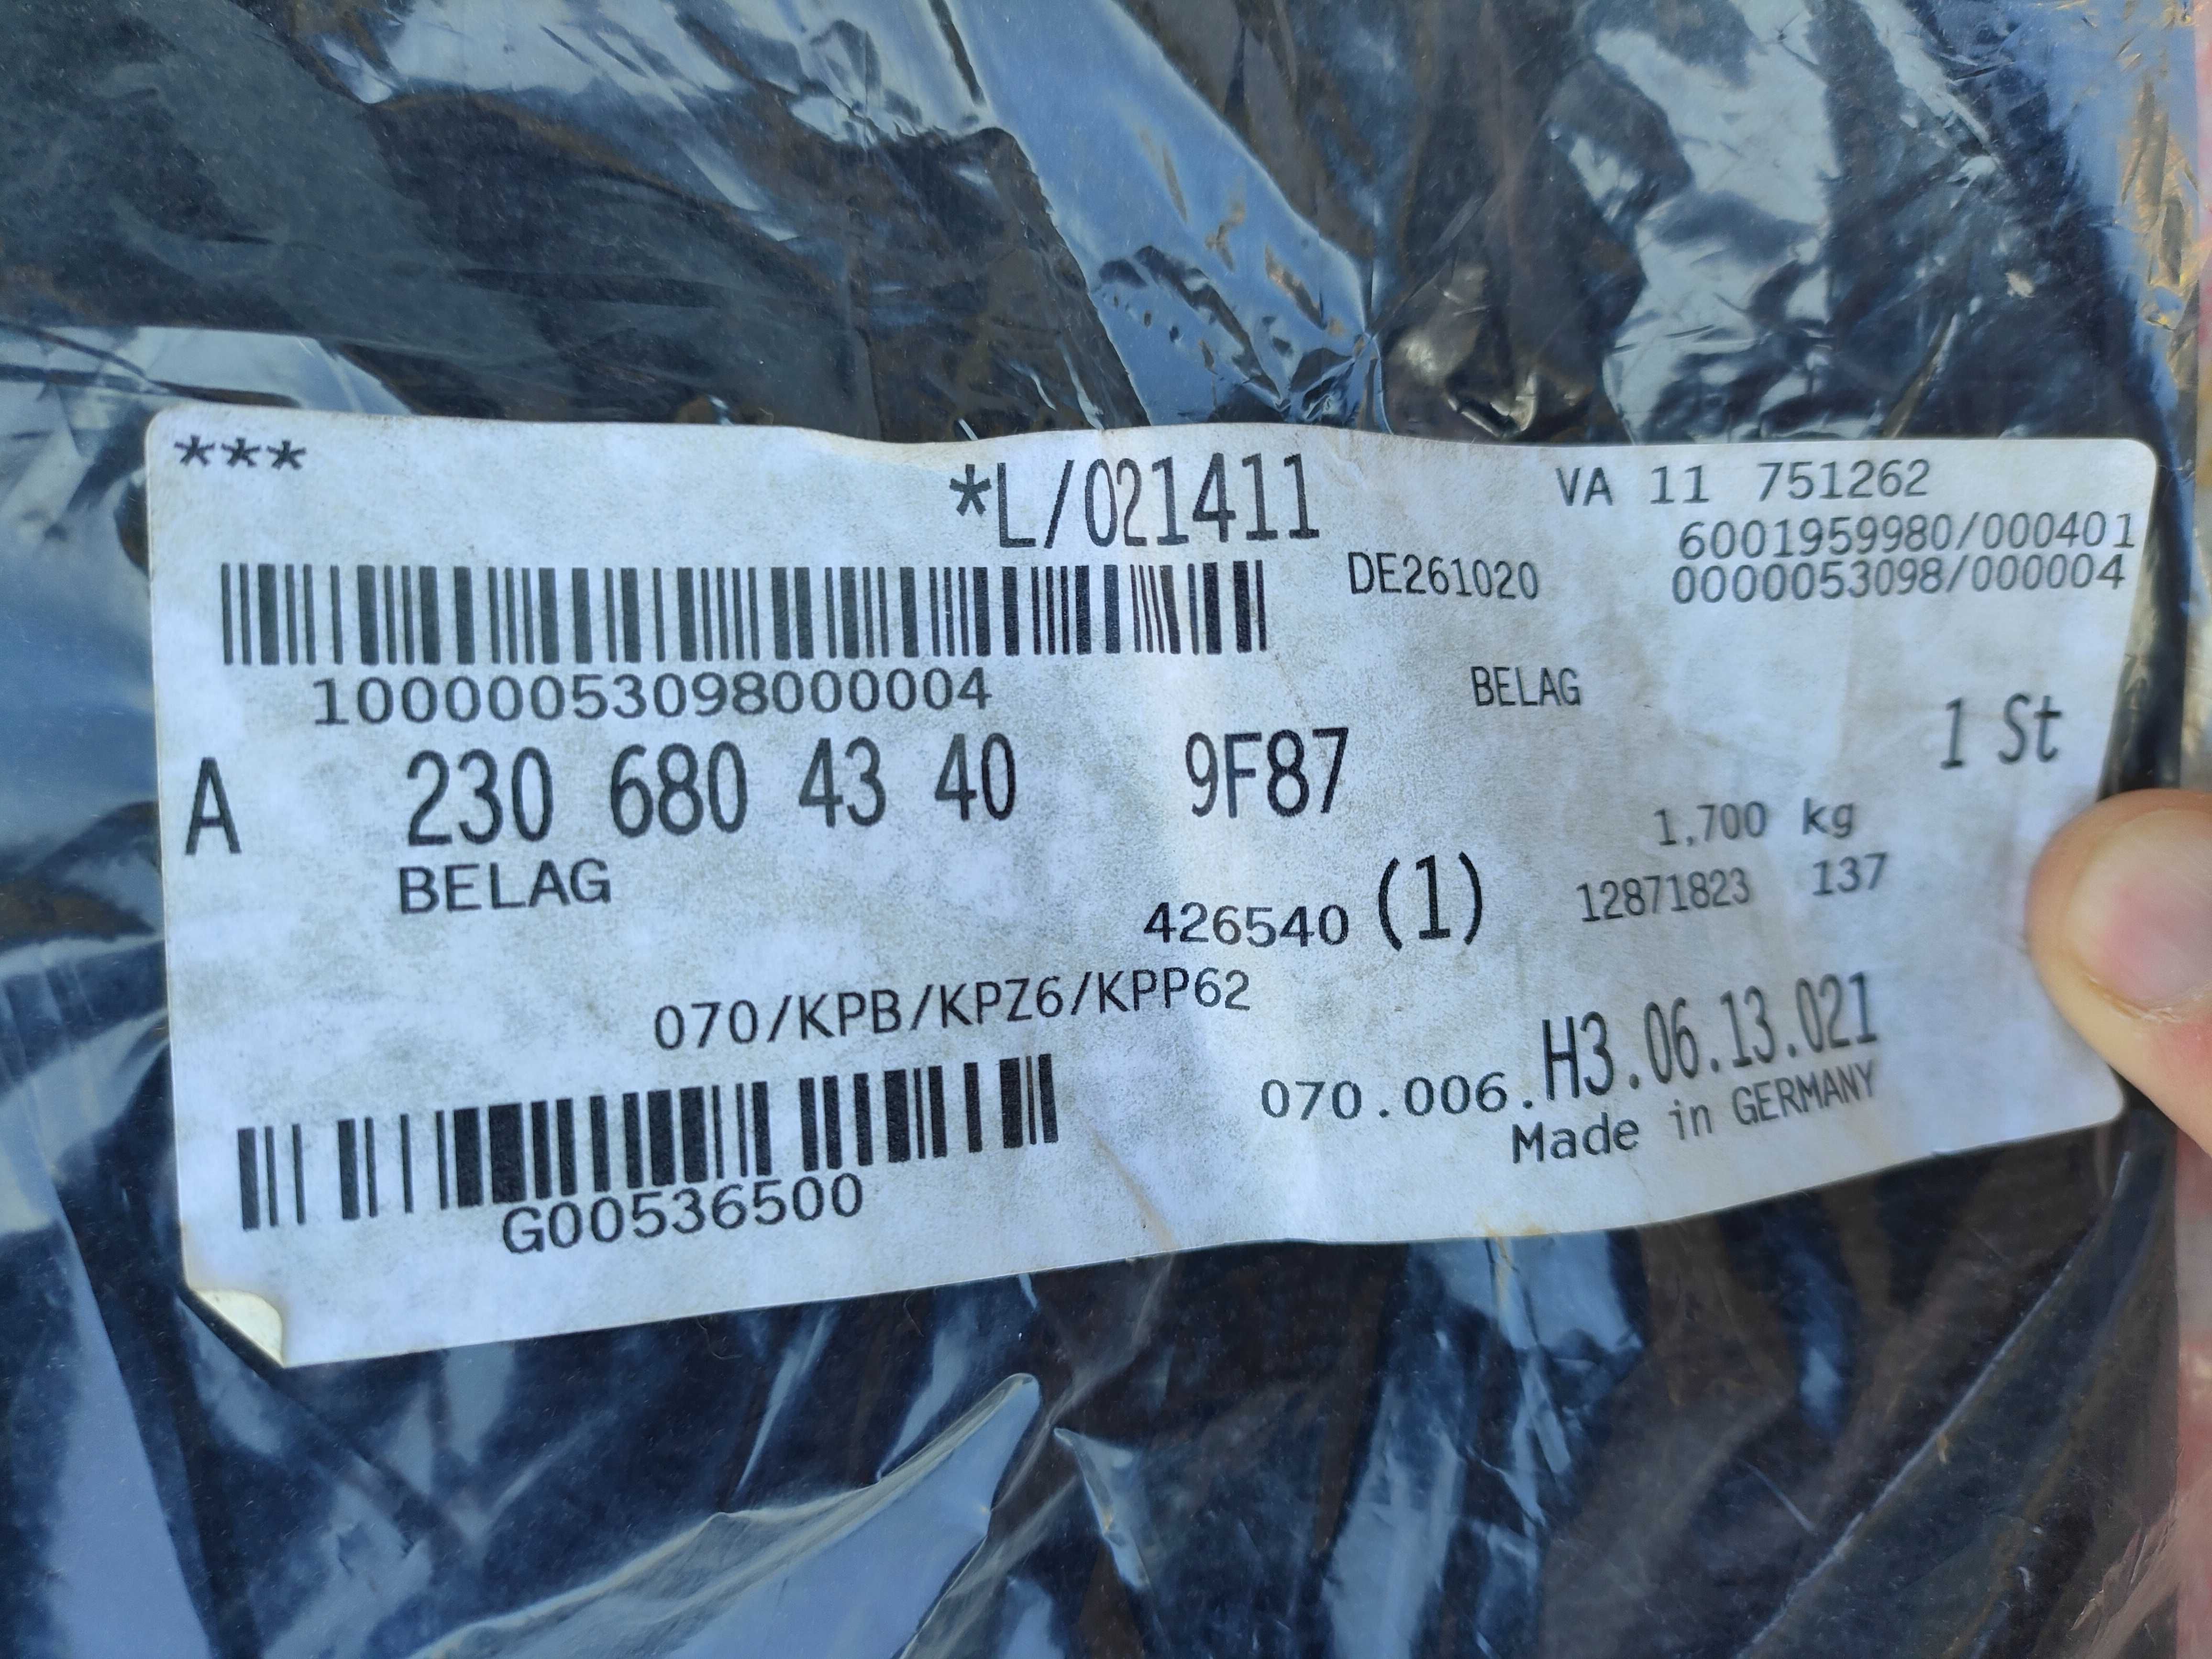 ***
*L/021411
VA 11 751262
6001959980/000401
DE261020
0000053098/000004
10000053098000004
BELAG
1 St
A 230 680 43 40 9F87
1,700 kg
BELAG
426540 (1)
12871823 137
070/KPB/KPZ6/KPP62
070.006.H3.06.13.021
Made in GERMANY
G00536500